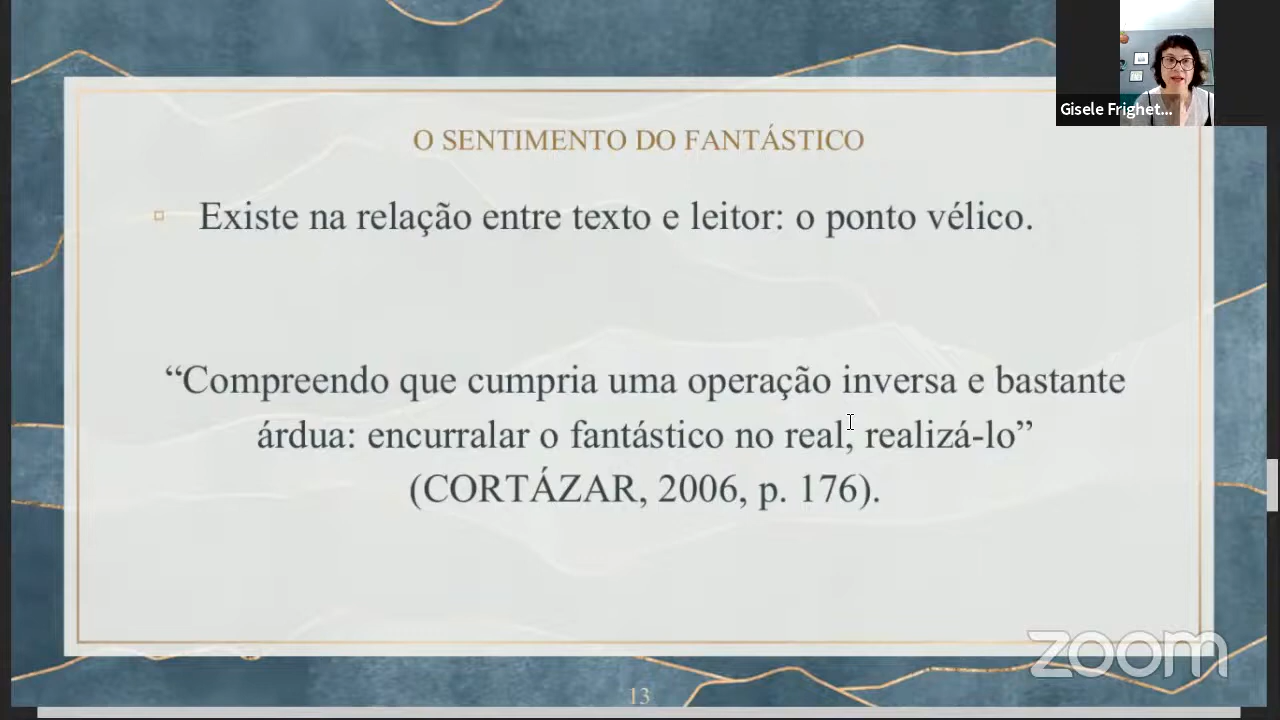 Gisele Frighet...
O SENTIMENTO DO FANTÁSTICO
Existe na relação entre texto e leitor: o ponto vélico.
“Compreendo que cumpria uma operação inversa e bastante
árdua: encurralar o fantástico no real, realizá-lo”
(CORTÁZAR, 2006, p. 176).
zoom
13